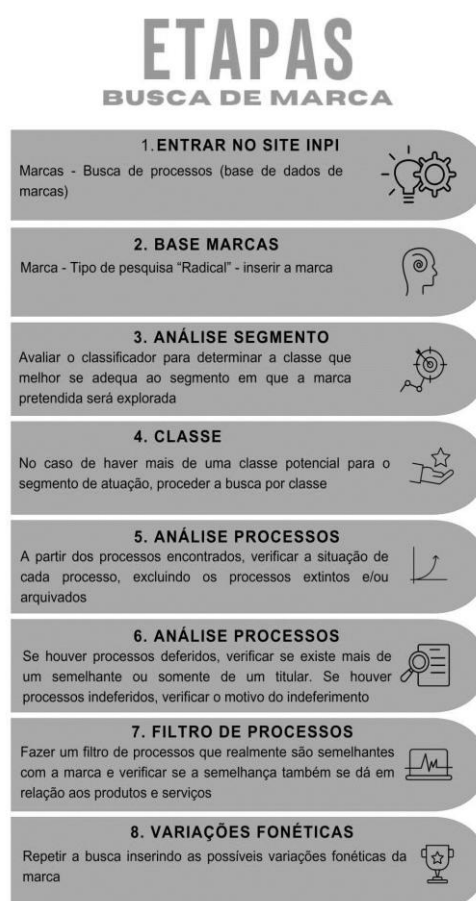 ETAPAS
BUSCA DE MARCA
1. ENTRAR NO SITE INPI
Marcas - Busca de processos (base de dados de
marcas)
2. BASE MARCAS
Marca - Tipo de pesquisa “Radical” - inserir a marca
3. ANÁLISE SEGMENTO
Avaliar o classificador para determinar a classe que
melhor se adequa ao segmento em que a marca
pretendida será explorada
4. CLASSE
No caso de haver mais de uma classe potencial para o
segmento de atuação, proceder a busca por classe
5. ANÁLISE PROCESSOS
A partir dos processos encontrados, verificar a situação de
cada processo, excluindo os processos extintos e/ou
arquivados
6. ANÁLISE PROCESSOS
Se houver processos deferidos, verificar se existe mais de
um semelhante ou somente de um titular. Se houver
processos indeferidos, verificar o motivo do indeferimento
7. FILTRO DE PROCESSOS
Fazer um filtro de processos que realmente são semelhantes
com a marca e verificar se a semelhança também se dá em
relação aos produtos e serviços
8. VARIAÇÕES FONÉTICAS
Repetir a busca inserindo as possíveis variações fonéticas da
marca